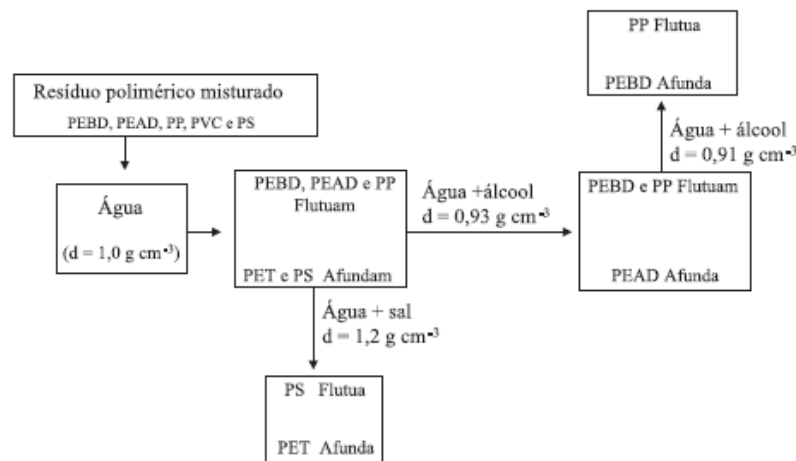 Resíduo polimérico misturado
PEBD, PEAD, PP, PVC e PS
Água
(d = 1,0 g cm⁻³)
PEBD, PEAD e PP
Flutuam
PET e PS Afundam
Água + sal
d = 1,2 g cm⁻³
PS Flutua
PET Afunda
Água +álcool
d = 0,93 g cm⁻³
PEBD e PP Flutuam
PEAD Afunda
Água + álcool
d = 0,91 g cm⁻³
PP Flutua
PEBD Afunda